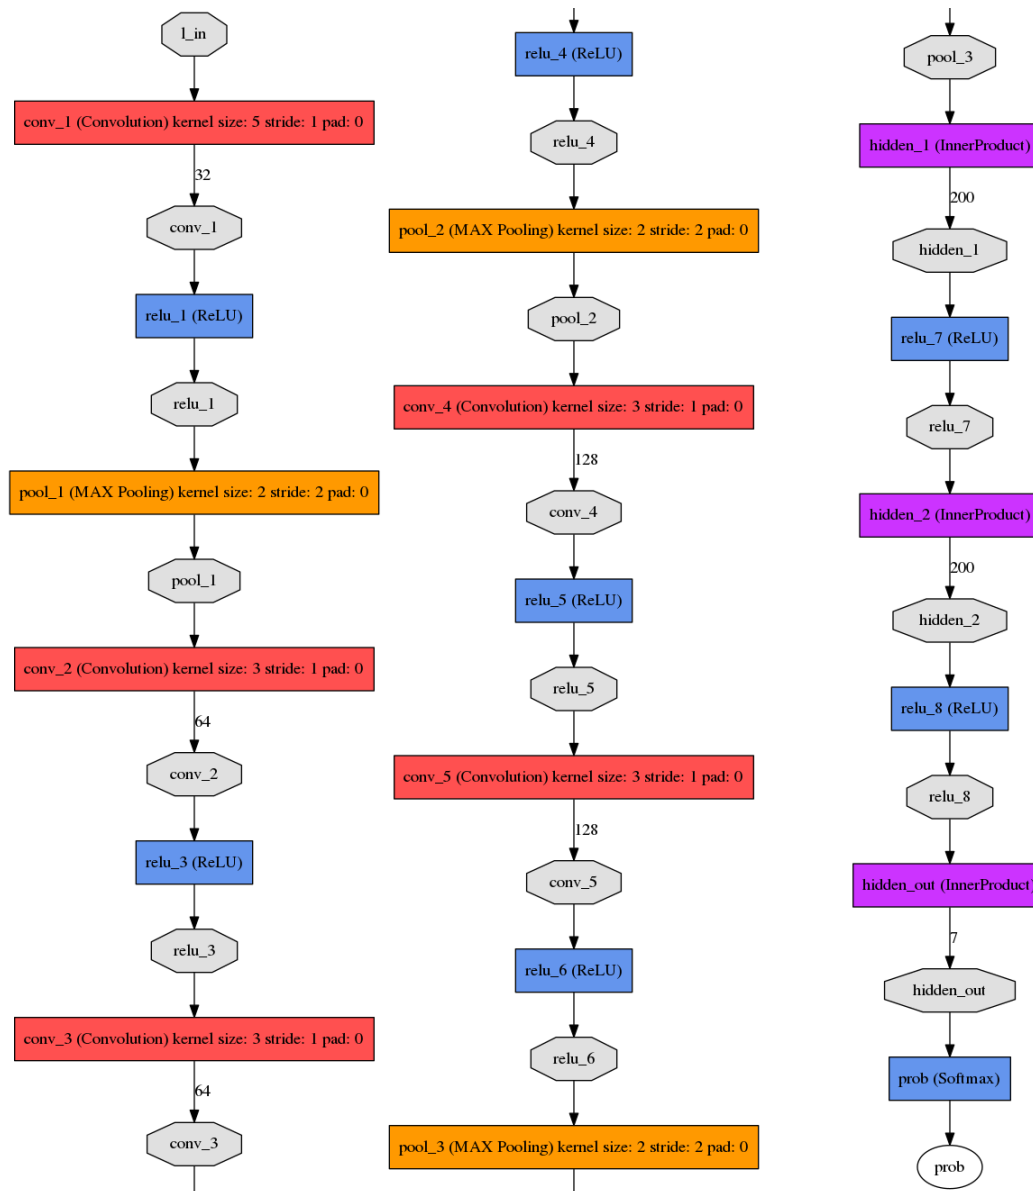 l_in
conv_1 (Convolution) kernel size: 5 stride: 1 pad: 0
32
conv_1
relu_1 (ReLU)
relu_1
pool_1 (MAX Pooling) kernel size: 2 stride: 2 pad: 0
pool_1
conv_2 (Convolution) kernel size: 3 stride: 1 pad: 0
64
conv_2
relu_3 (ReLU)
relu_3
conv_3 (Convolution) kernel size: 3 stride: 1 pad: 0
64
conv_3
relu_4 (ReLU)
relu_4
pool_2 (MAX Pooling) kernel size: 2 stride: 2 pad: 0
pool_2
conv_4 (Convolution) kernel size: 3 stride: 1 pad: 0
128
conv_4
relu_5 (ReLU)
relu_5
conv_5 (Convolution) kernel size: 3 stride: 1 pad: 0
128
conv_5
relu_6 (ReLU)
relu_6
pool_3 (MAX Pooling) kernel size: 2 stride: 2 pad: 0
pool_3
hidden_1 (InnerProduct)
200
hidden_1
relu_7 (ReLU)
relu_7
hidden_2 (InnerProduct)
200
hidden_2
relu_8 (ReLU)
relu_8
hidden_out (InnerProduct)
7
hidden_out
prob (Softmax)
prob